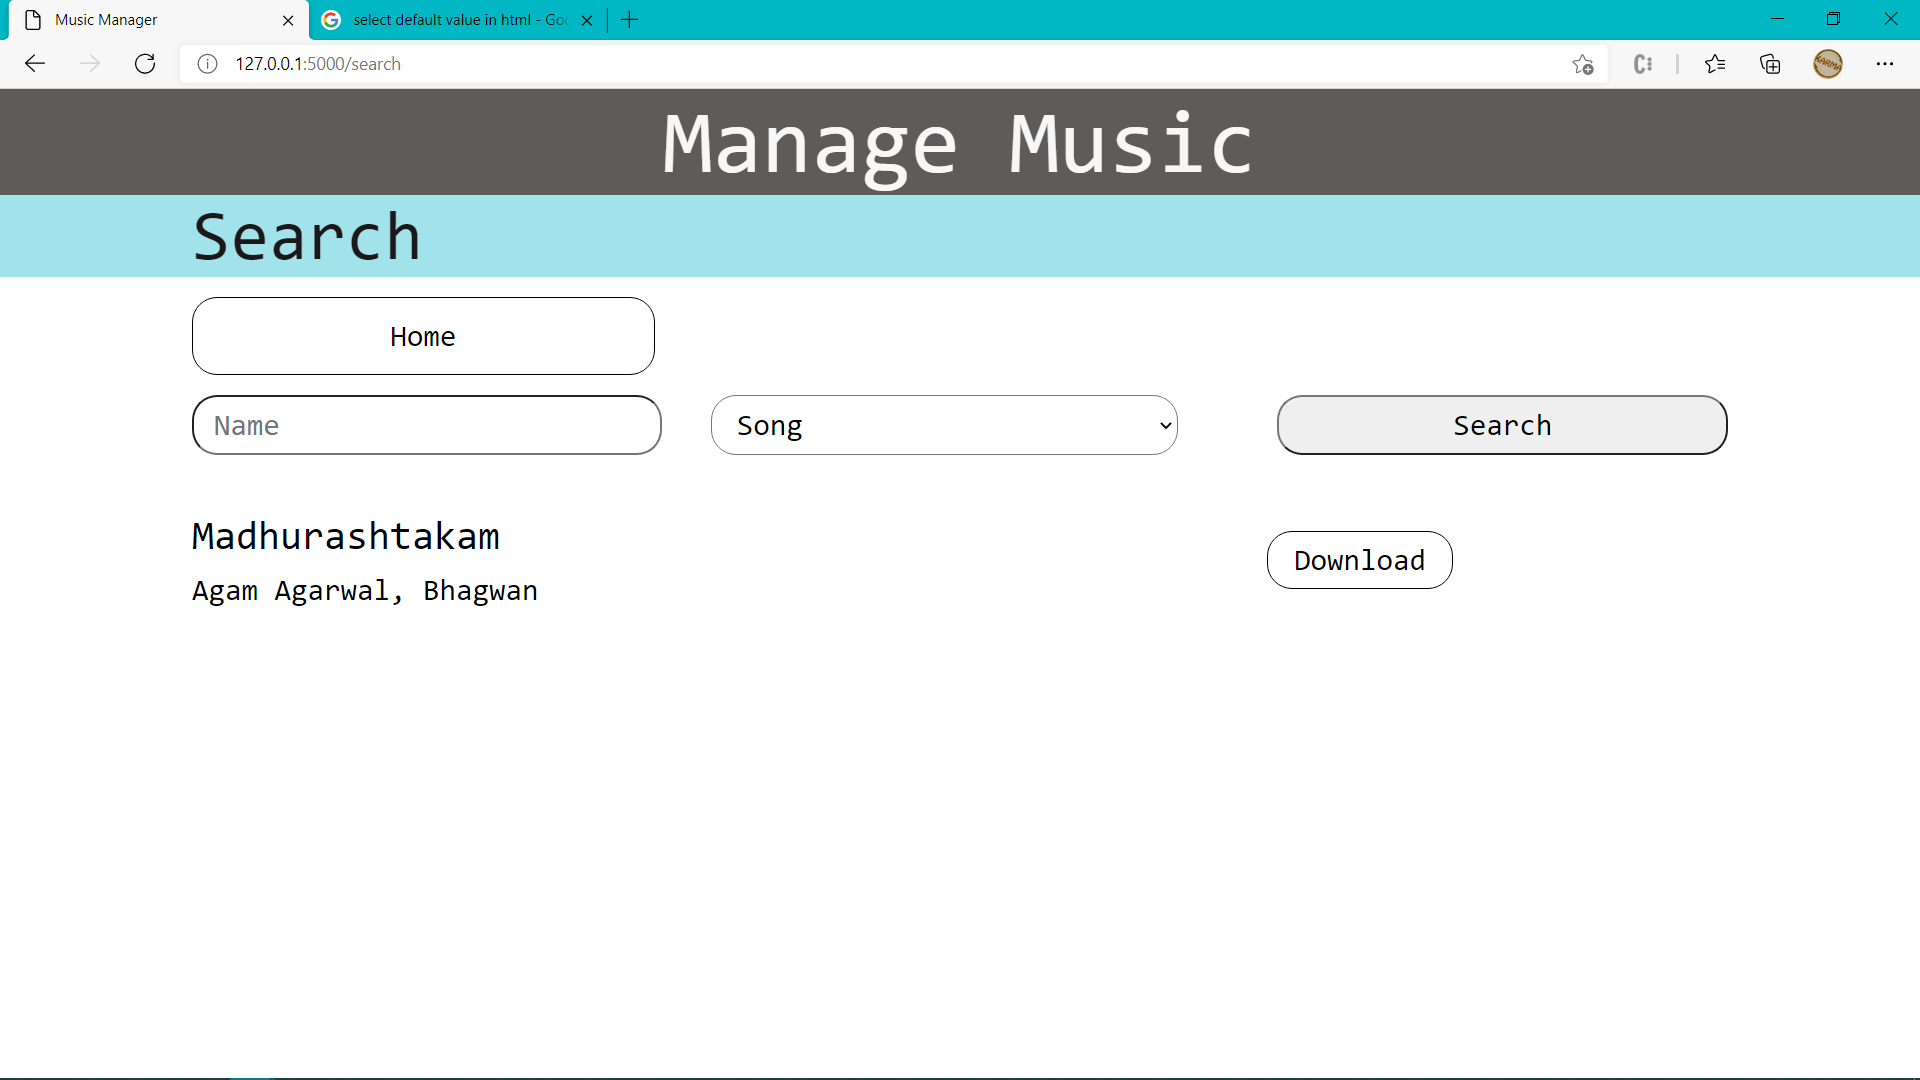 Music Manager
select default value in html - Goo
127.0.0.1:5000/search
Manage Music
Search
Home
Name
Song
Search
Madhurashtakam
Download
Agam Agarwal, Bhagwan